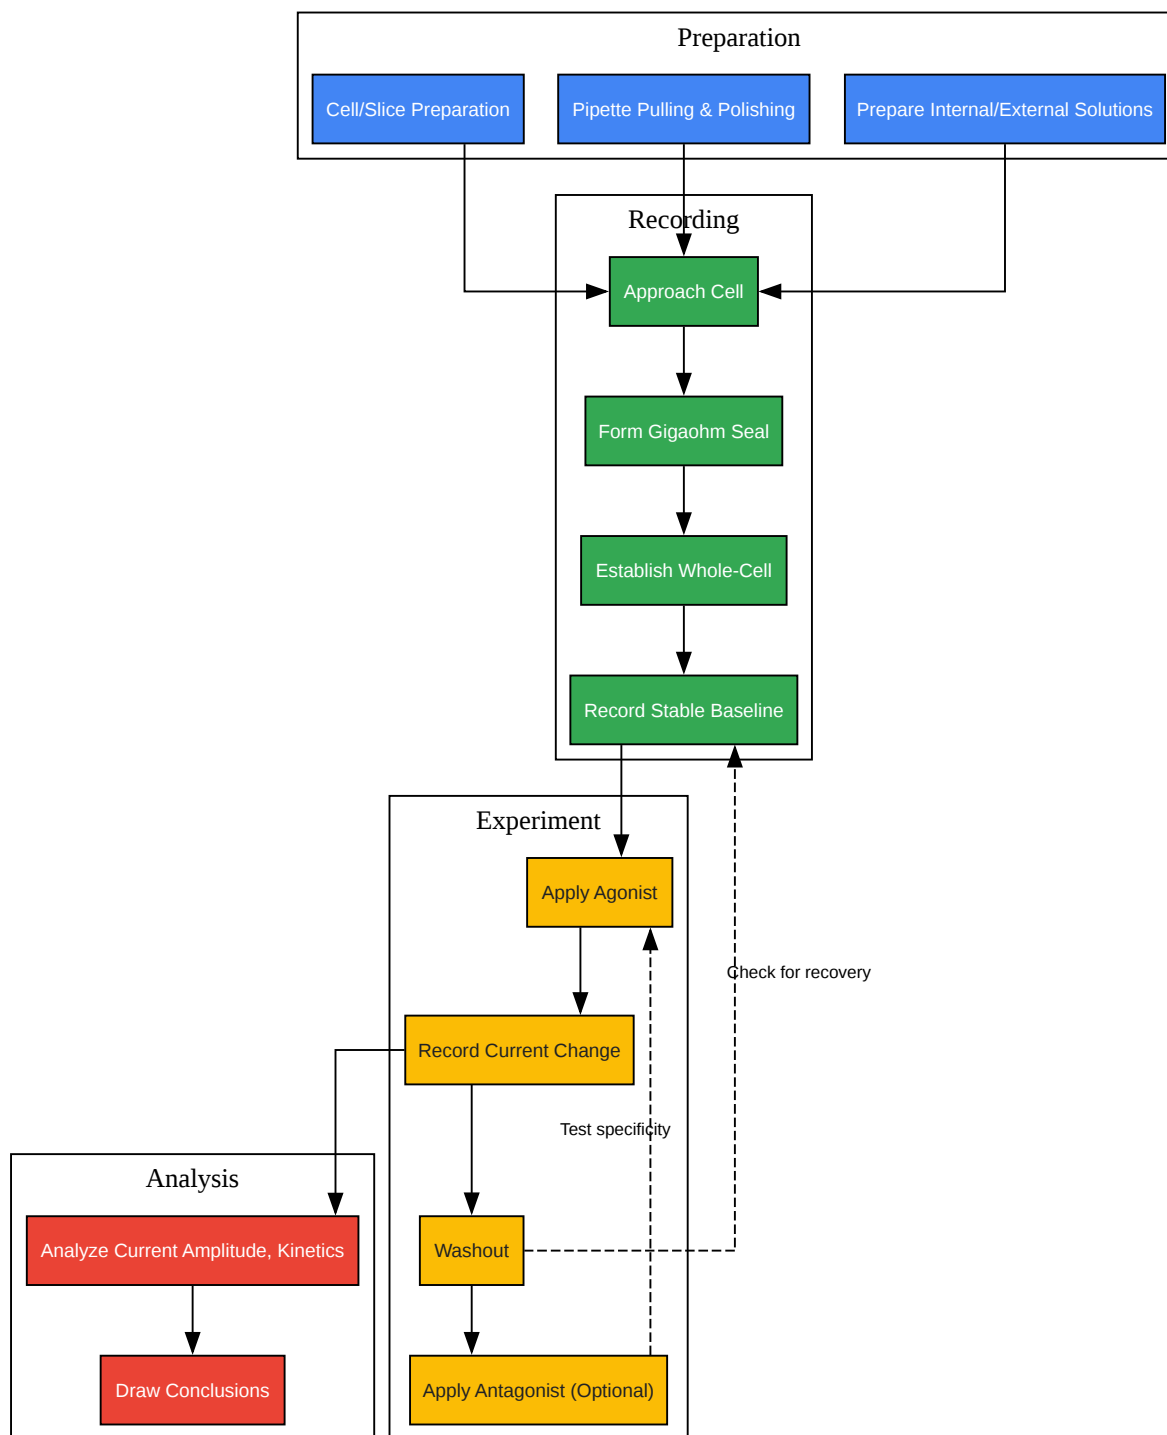 Preparation
Cell/Slice Preparation
Pipette Pulling & Polishing
Prepare Internal/External Solutions
Recording
Approach Cell
Form Gigaohm Seal
Establish Whole-Cell
Record Stable Baseline
Experiment
Apply Agonist
Check for recovery
Record Current Change
Test specificity
Analysis
Analyze Current Amplitude, Kinetics
Washout
Draw Conclusions
Apply Antagonist (Optional)